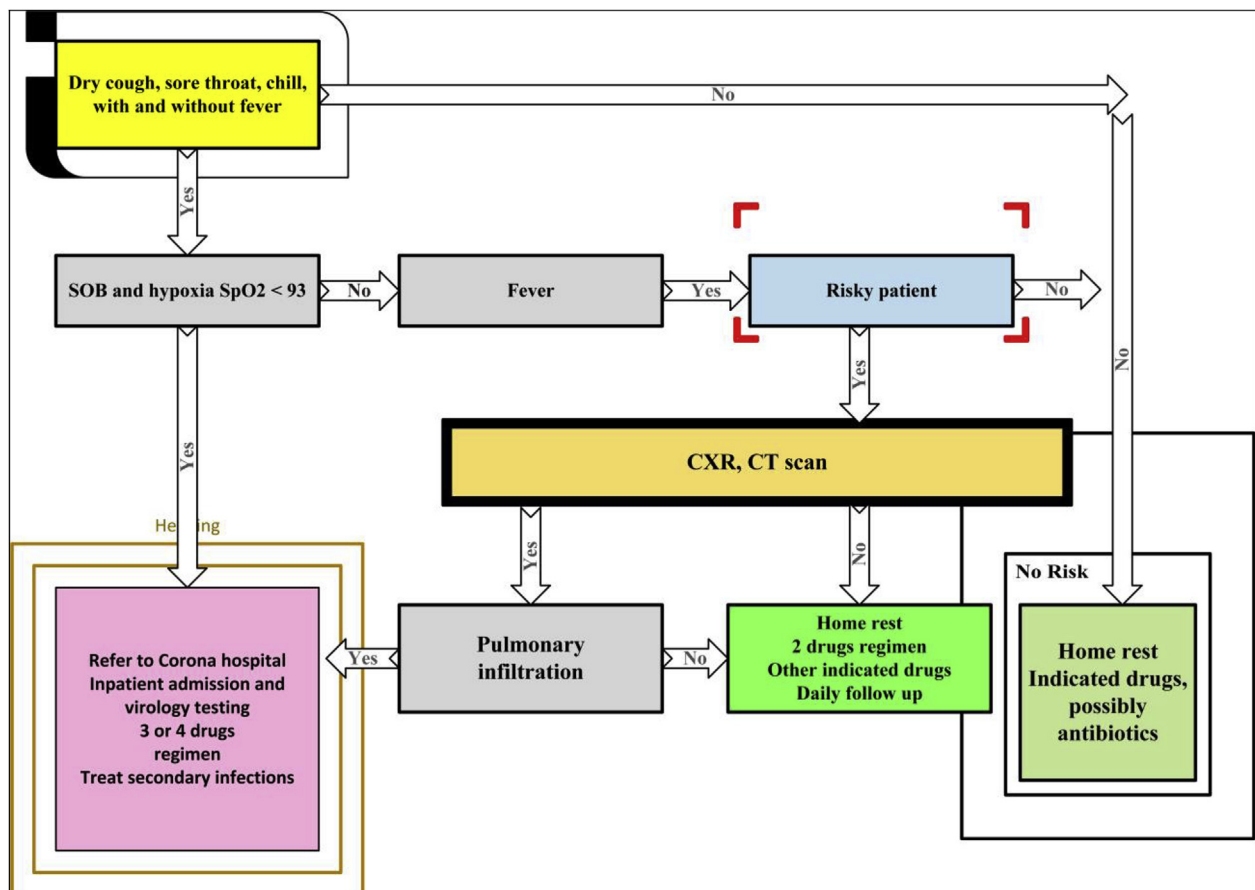 Dry cough, sore throat, chill,
with and without fever
No
Yes
SOB and hypoxia SpO2 < 93
No
Fever
Yes
Risky patient
No
No
Yes
Yes
CXR, CT scan
Yes
No
No Risk
Refer to Corona hospital
Inpatient admission and
virology testing
3 or 4 drugs
regimen
Treat secondary infections
Yes
Pulmonary
infiltration
No
Home rest
2 drugs regimen
Other indicated drugs
Daily follow up
Home rest
Indicated drugs,
possibly
antibiotics